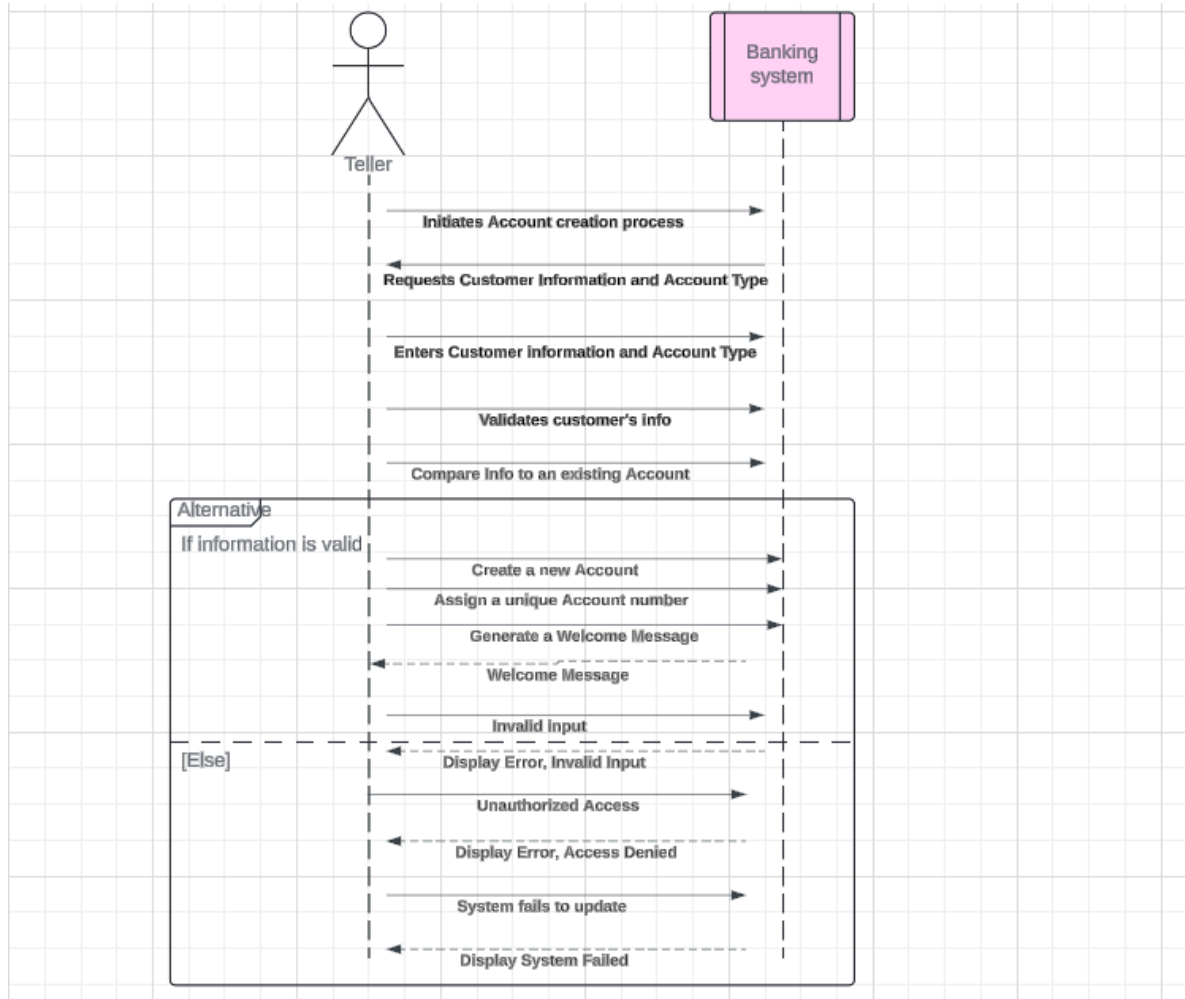 Banking
system
Teller
Initiates Account creation process
Requests Customer Information and Account Type
Enters Customer information and Account Type
Validates customer's info
Compare Info to an existing Account
Alternative
If information is valid
Create a new Account
Assign a unique Account number
Generate a Welcome Message
Welcome Message
Invalid input
[Else]
Display Error, Invalid Input
Unauthorized Access
Display Error, Access Denied
System fails to update
Display System Failed